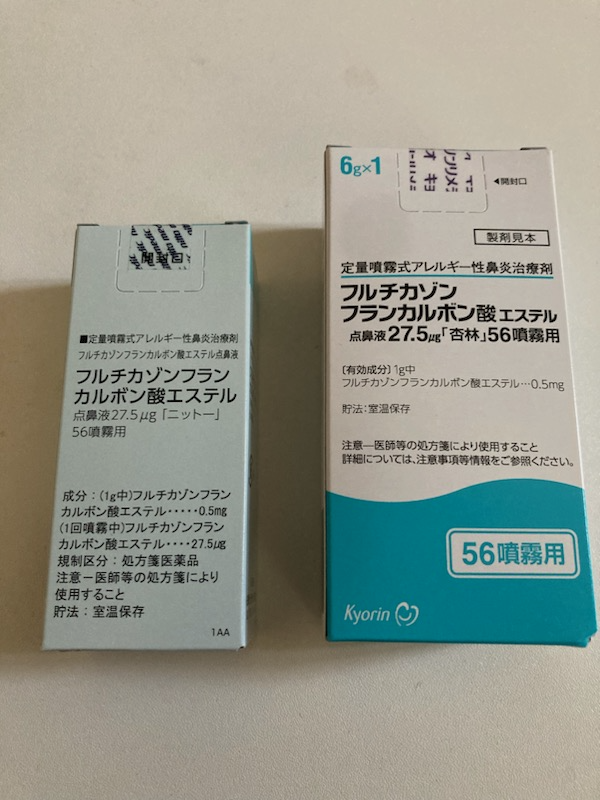 ■定量噴霧式アレルギー性鼻炎治療剤
フルチカゾンフランカルボン酸エステル点鼻液
フルチカゾンフラン
カルボン酸エステル
点鼻液27.5μg「ニットー」
56噴霧用
成分：(1g中)フルチカゾンフラン
カルボン酸エステル・・・・・0.5mg
(1回噴霧中)フルチカゾンフラン
カルボン酸エステル・・・・27.5μg
規制区分：処方箋医薬品
注意－医師等の処方箋により
使用すること
貯法：室温保存
1AA
6g×1
◀開封口
製剤見本
定量噴霧式アレルギー性鼻炎治療剤
フルチカゾン
フランカルボン酸エステル
点鼻液27.5μg「杏林」56噴霧用
〔有効成分〕1g中
フルチカゾンフランカルボン酸エステル…0.5mg
貯法：室温保存
注意－医師等の処方箋により使用すること
詳細については、注意事項等情報をご参照ください。
56噴霧用
Kyorin